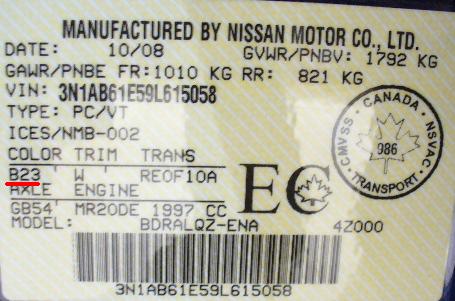 MANUFACTURED BY NISSAN MOTOR CO., LTD.
DATE: 10/08 GVWR/PNBV: 1792 KG
GAWR/PNBE FR:1010 KG RR: 821 KG
VIN: 3N1AB61E59L615058
TYPE: PC/VT
ICES/NMB-002
COLOR TRIM TRANS
B23 ' W ' RE0F10A
AXLE ENGINE
GB54' MR20DE 1997 CC
MODEL: BDRALQZ-ENA 4Z000
EC
CANADA
CMVSS NSVAC
986
TRANSPORT
3N1AB61E59L615058